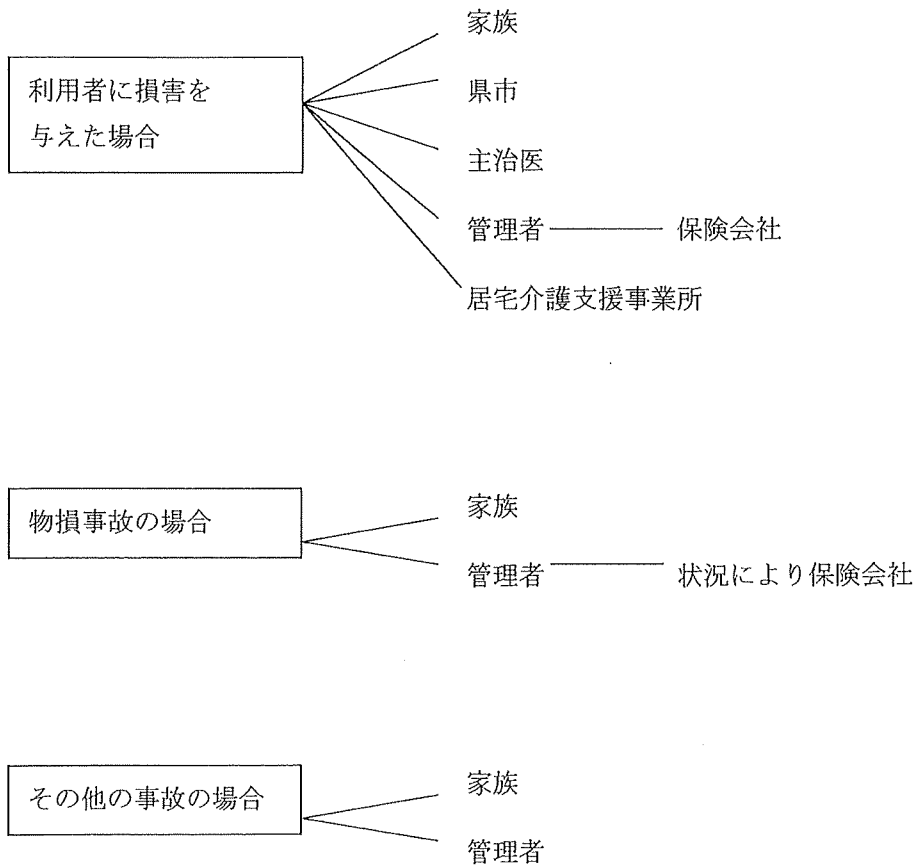 利用者に損害を
与えた場合
家族
県市
主治医
管理者
保険会社
居宅介護支援事業所
物損事故の場合
家族
管理者
状況により保険会社
その他の事故の場合
家族
管理者